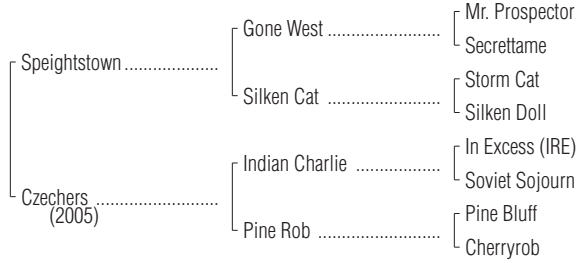 Mr. Prospector
Gone West ....................
Secrettame
Speightstown ....................
Storm Cat
Silken Cat ....................
Silken Doll
In Excess (IRE)
Indian Charlie ...............
Soviet Sojourn
Czechers .........................
(2005)
Pine Bluff
Pine Rob ......................
Cherryrob